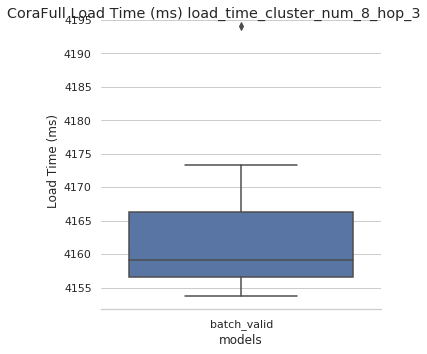 CoraFull Load Time (ms) load_time_cluster_num_8_hop_3
4195
4190
4185
4180
4175
4170
4165
4160
4155
Load Time (ms)
batch_valid
models